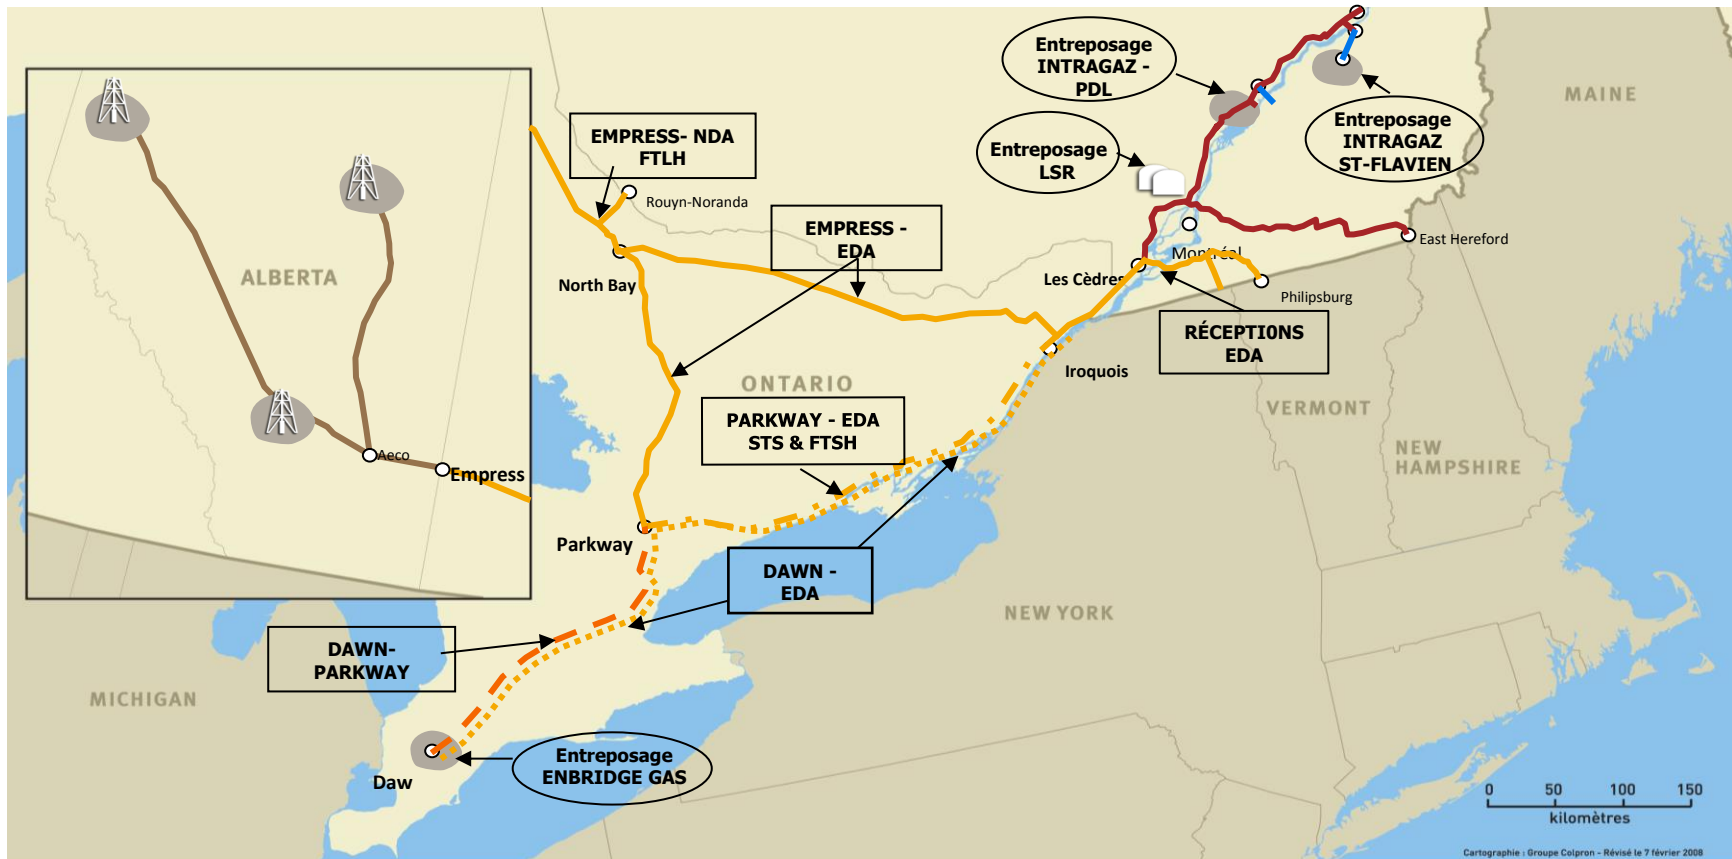 Entreposage
INTRAGAZ -
PDL
MAINE
EMPRESS- NDA
FTLH
Entreposage
INTRAGAZ
ST-FLAVIEN
Entreposage
LSR
Rouyn-Noranda
EMPRESS -
EDA
East Hereford
Montréal
ALBERTA
North Bay
Les Cèdres
Philipsburg
RÉCEPTI0NS
EDA
Iroquois
ONTARIO
VERMONT
PARKWAY - EDA
STS & FTSH
NEW
HAMPSHIRE
Aeco
Empress
Parkway
DAWN -
EDA
NEW YORK
DAWN-
PARKWAY
MICHIGAN
Entreposage
ENBRIDGE GAS
Daw
0 50 100 150
kilomètres
Cartographie : Groupe Colpron - Révisé le 7 février 2008